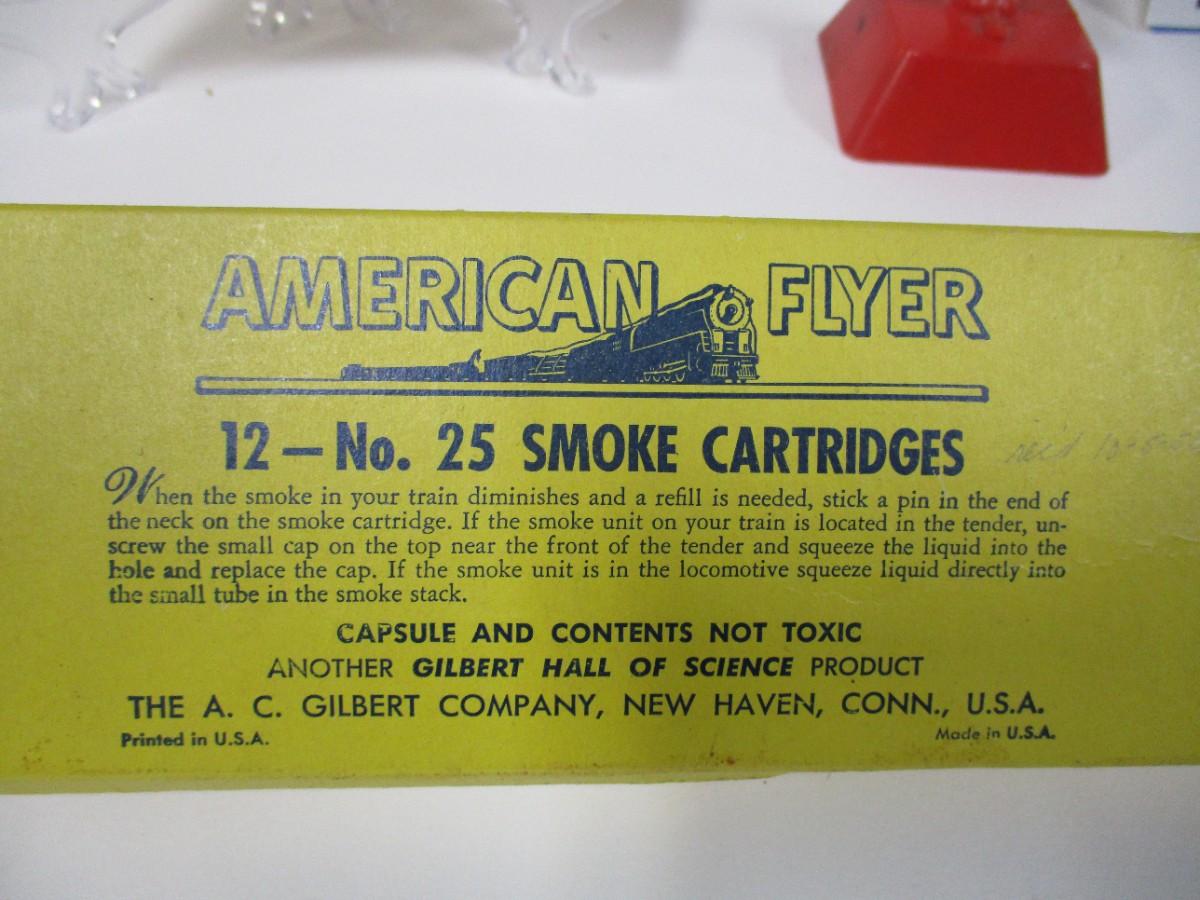 AMERICAN FLYER
12 – No. 25 SMOKE CARTRIDGES
When the smoke in your train diminishes and a refill is needed, stick a pin in the end of
the neck on the smoke cartridge. If the smoke unit on your train is located in the tender, un-
screw the small cap on the top near the front of the tender and squeeze the liquid into the
hole and replace the cap. If the smoke unit is in the locomotive squeeze liquid directly into
the small tube in the smoke stack.
CAPSULE AND CONTENTS NOT TOXIC
ANOTHER GILBERT HALL OF SCIENCE PRODUCT
THE A. C. GILBERT COMPANY, NEW HAVEN, CONN., U.S.A.
Printed in U.S.A. Made in U.S.A.